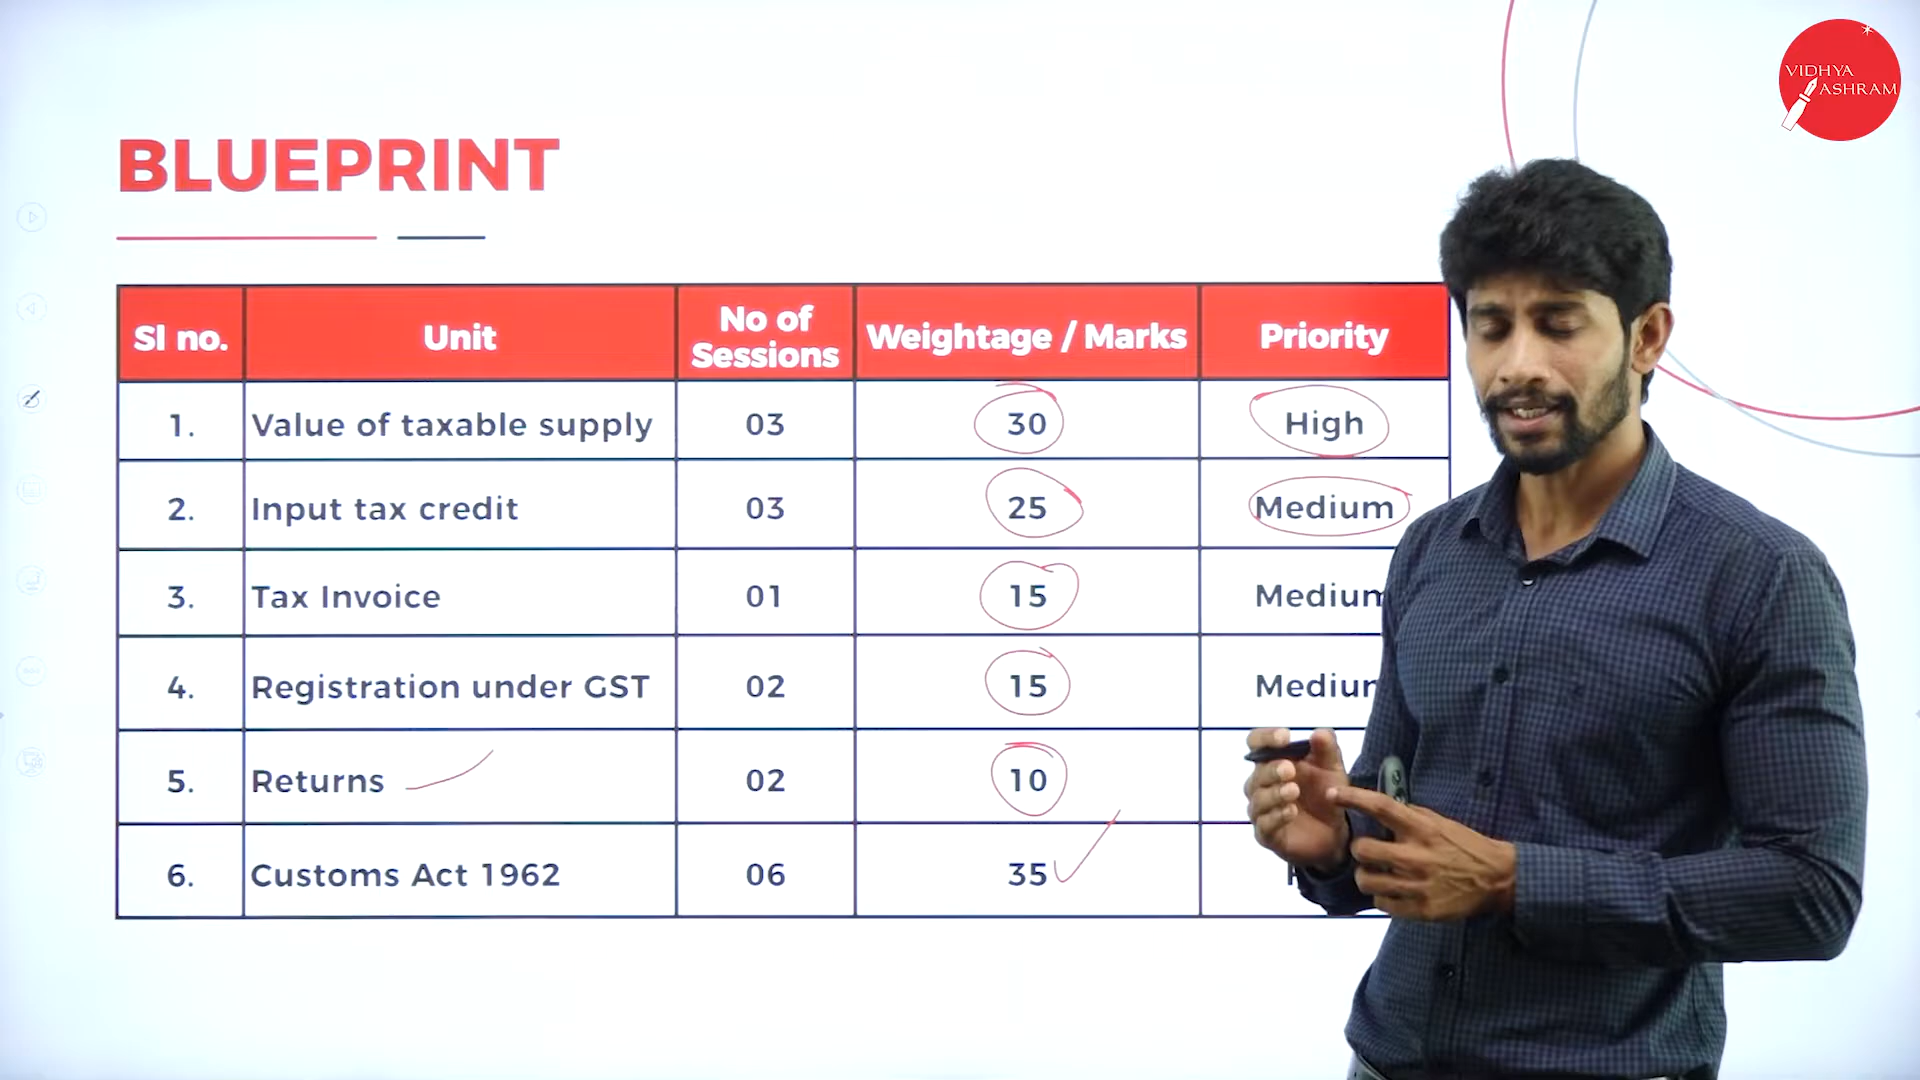 VIDHYA
ASHRAM
BLUEPRINT
Sl no. Unit No of Sessions Weightage / Marks Priority
1. Value of taxable supply 03 30 High
2. Input tax credit 03 25 Medium
3. Tax Invoice 01 15 Medium
4. Registration under GST 02 15 Medium
5. Returns 02 10
6. Customs Act 1962 06 35